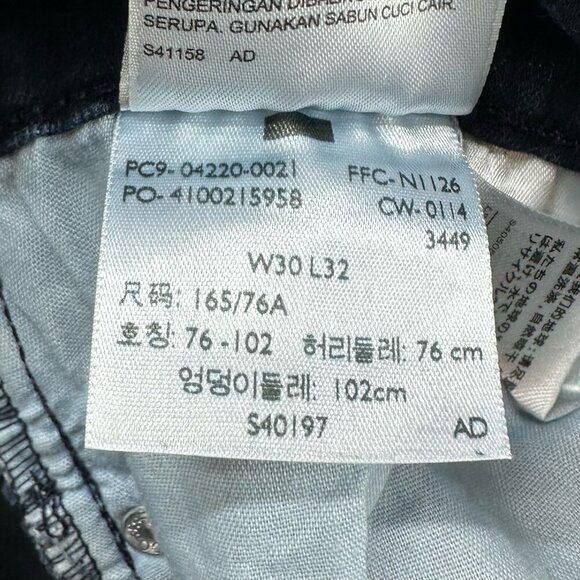 PENGERINGAN
SERUPA. GUNAKAN SABUN CUCI CAIR.
S41158 AD
PC9- 04220-0021 FFC- N1126
PO- 4100215958 CW- 0114
3449
W30 L32
尺码: 165/76A
호칭: 76 -102 허리둘레: 76 cm
엉덩이둘레: 102cm
S40197 AD